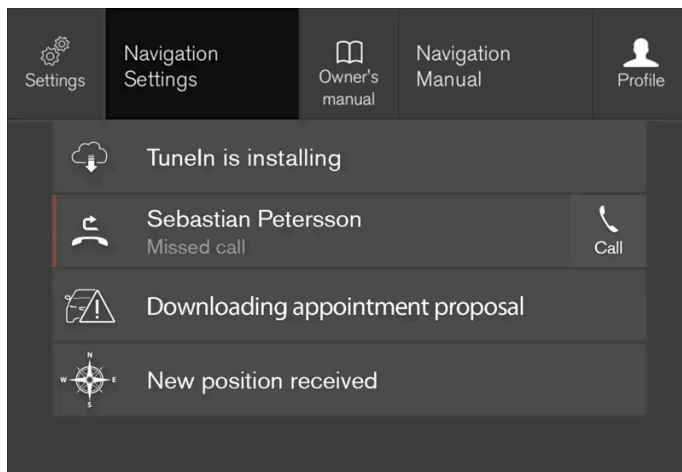 Settings
Navigation
Settings
Owner's
manual
Navigation
Manual
Profile
TuneIn is installing
Sebastian Petersson
Missed call
Call
Downloading appointment proposal
N
W E
S
New position received